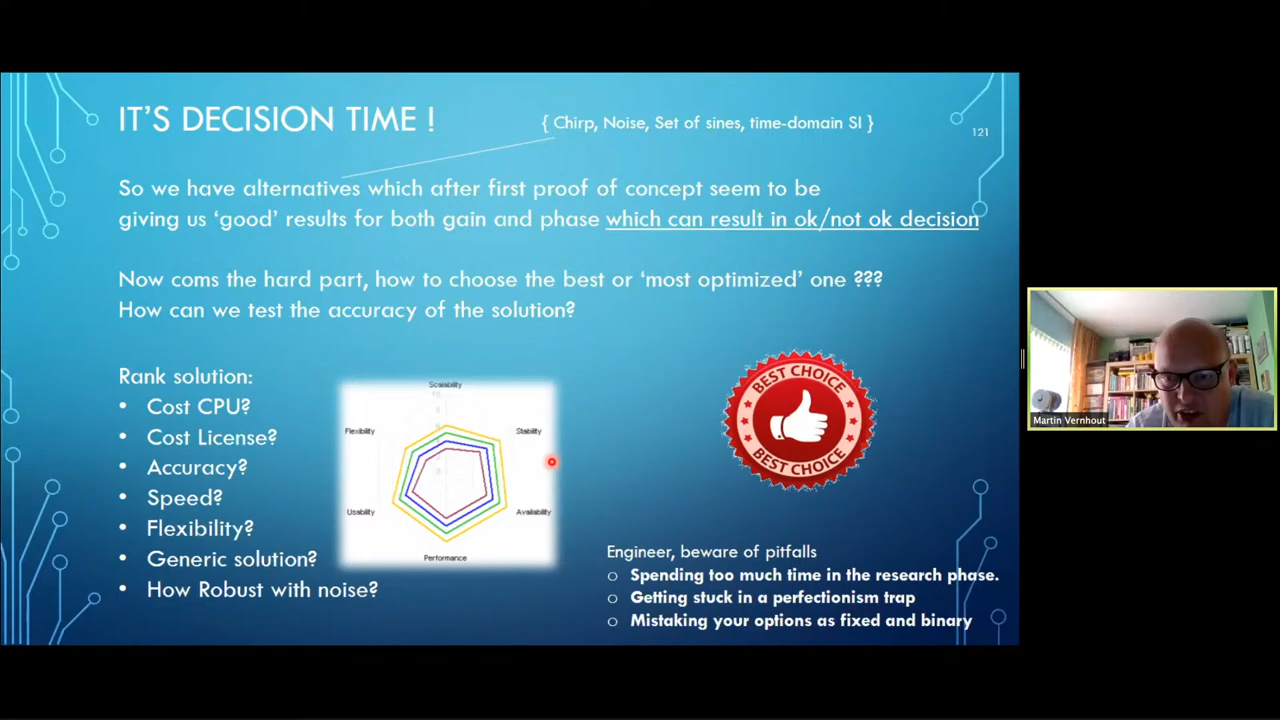 IT'S DECISION TIME !
{ Chirp, Noise, Set of sines, time-domain SI }
121
So we have alternatives which after first proof of concept seem to be
giving us 'good' results for both gain and phase which can result in ok/not ok decision
Now coms the hard part, how to choose the best or 'most optimized' one ???
How can we test the accuracy of the solution?
Rank solution:
• Cost CPU?
• Cost License?
• Accuracy?
• Speed?
• Flexibility?
• Generic solution?
• How Robust with noise?
Scalability
Flexibility
Stability
Usability
Availability
Performance
BEST CHOICE
BEST CHOICE
Engineer, beware of pitfalls
o Spending too much time in the research phase.
o Getting stuck in a perfectionism trap
o Mistaking your options as fixed and binary
Martin Vernhout